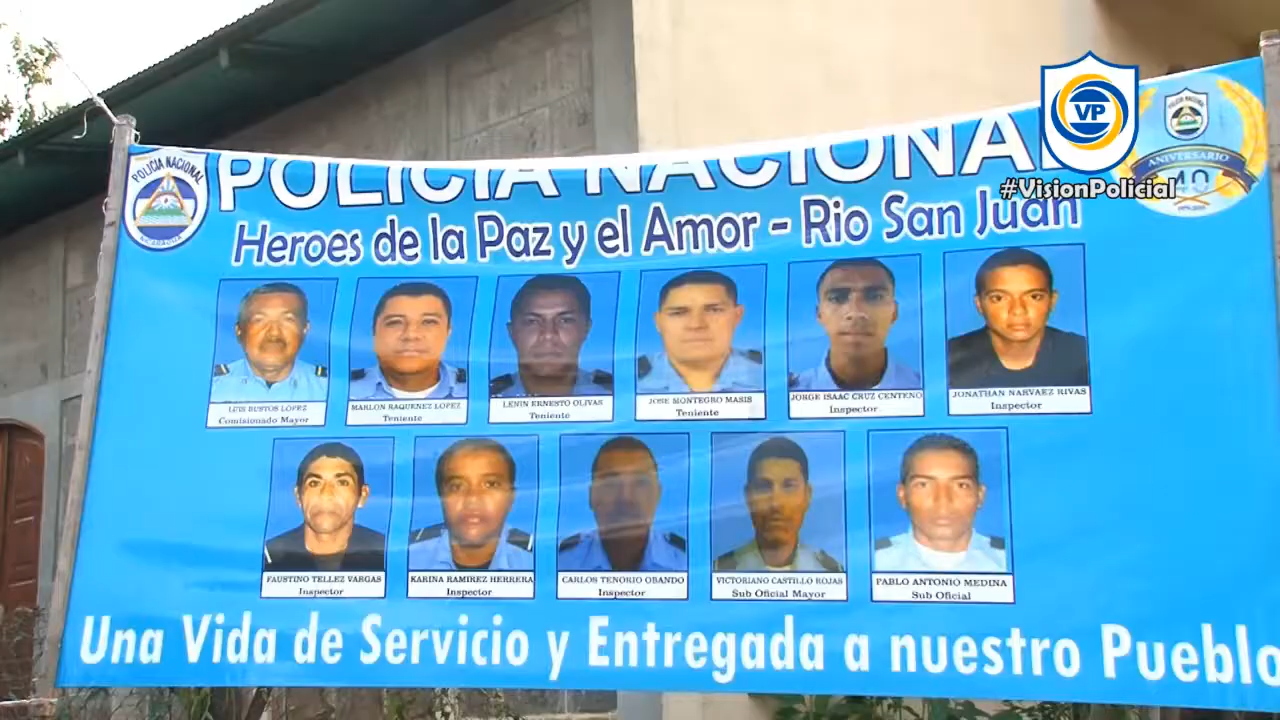 VP
#VisionPolicial
POLICIA NACIONAL
NICARAGUA
POLICIA NACIONAL
POLICIA NACIONAL
ANIVERSARIO
40
Heroes de la Paz y el Amor - Rio San Juan
LUIS BUSTOS LOPEZ
Comisionado Mayor
MARLON RAQUENEZ LOPEZ
Teniente
LENIN ERNESTO OLIVAS
Teniente
JOSE MONTEGRO MASIS
Teniente
JORGE ISAAC CRUZ CENTENO
Inspector
JONATHAN NARVAEZ RIVAS
Inspector
FAUSTINO TELLEZ VARGAS
Inspector
KARINA RAMIREZ HERRERA
Inspector
CARLOS TENORIO OBANDO
Inspector
VICTORIANO CASTILLO ROJAS
Sub Oficial Mayor
PABLO ANTONIO MEDINA
Sub Oficial
Una Vida de Servicio y Entregada a nuestro Pueblo